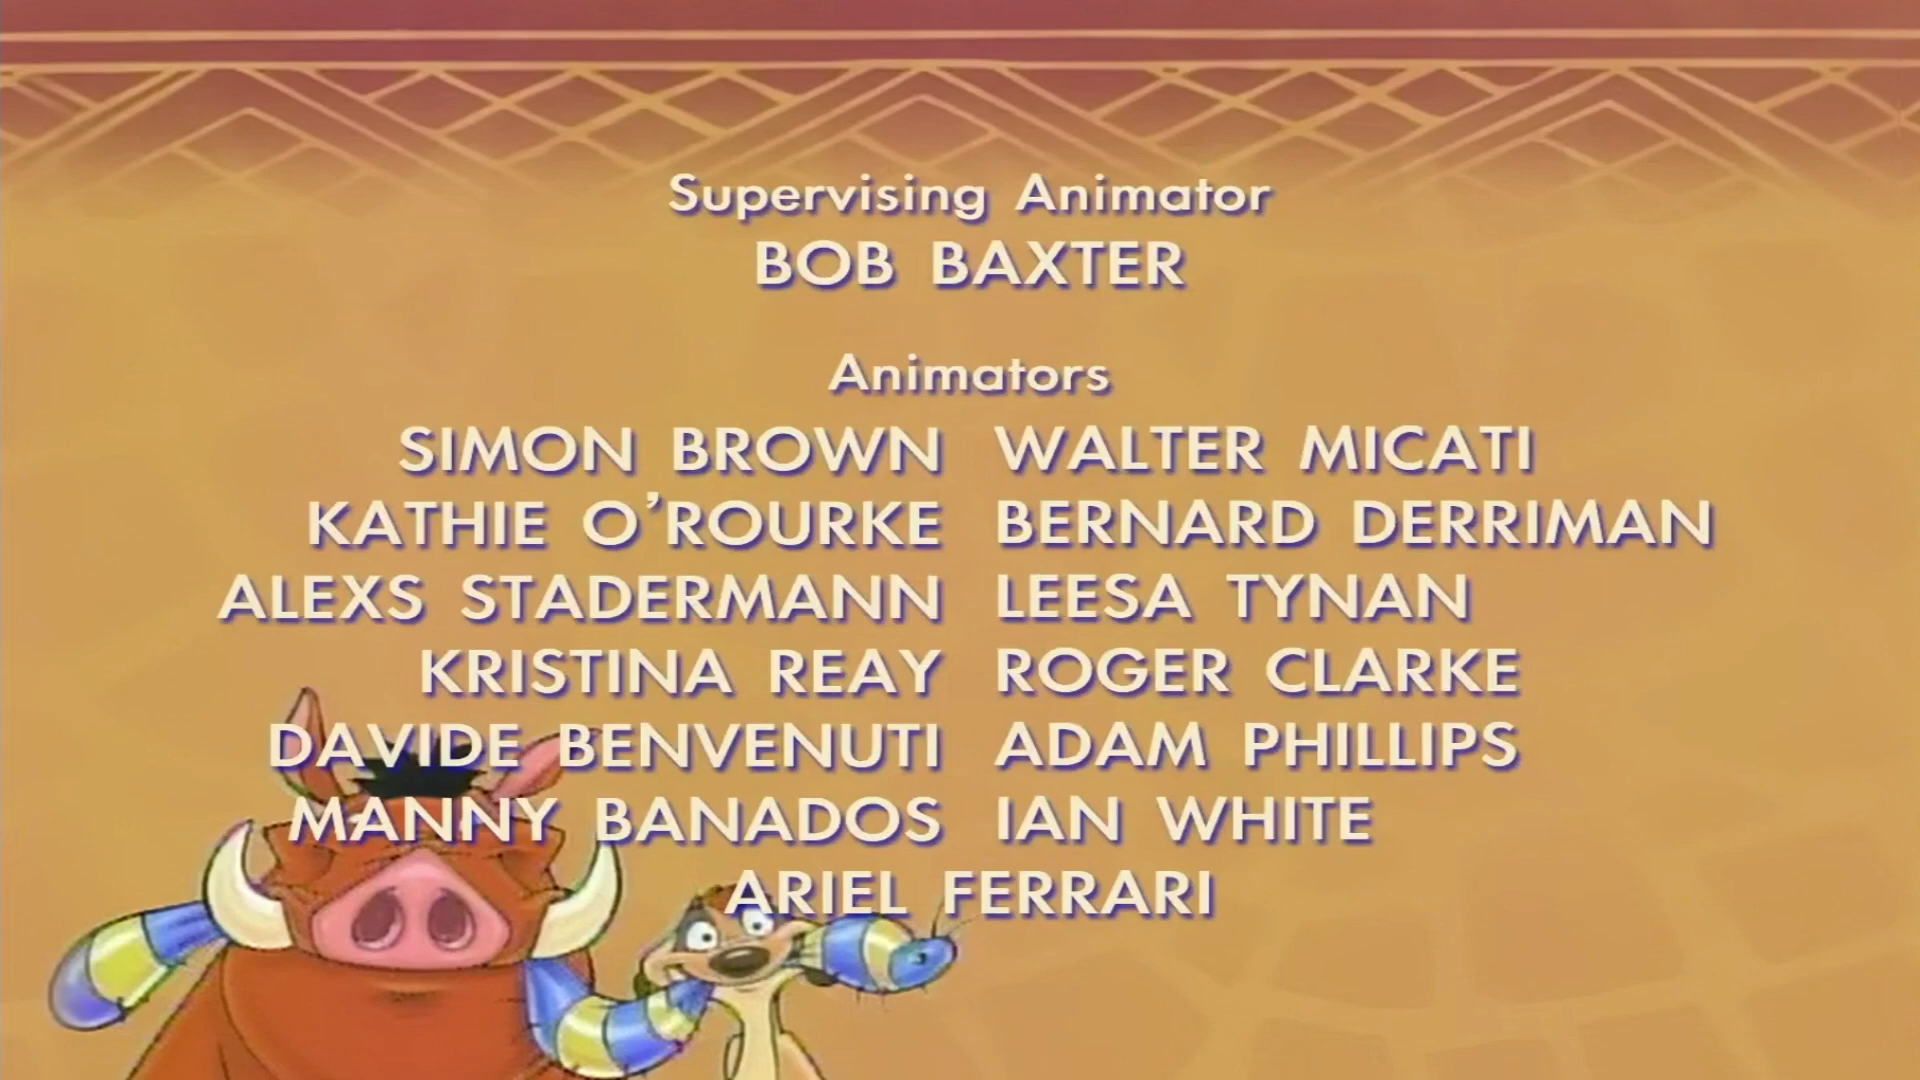 Supervising Animator
BOB BAXTER
Animators
SIMON BROWN WALTER MICATI
KATHIE O'ROURKE BERNARD DERRIMAN
ALEXS STADERMANN LEESA TYNAN
KRISTINA REAY ROGER CLARKE
DAVIDE BENVENUTI ADAM PHILLIPS
MANNY BANADOS IAN WHITE
ARIEL FERRARI